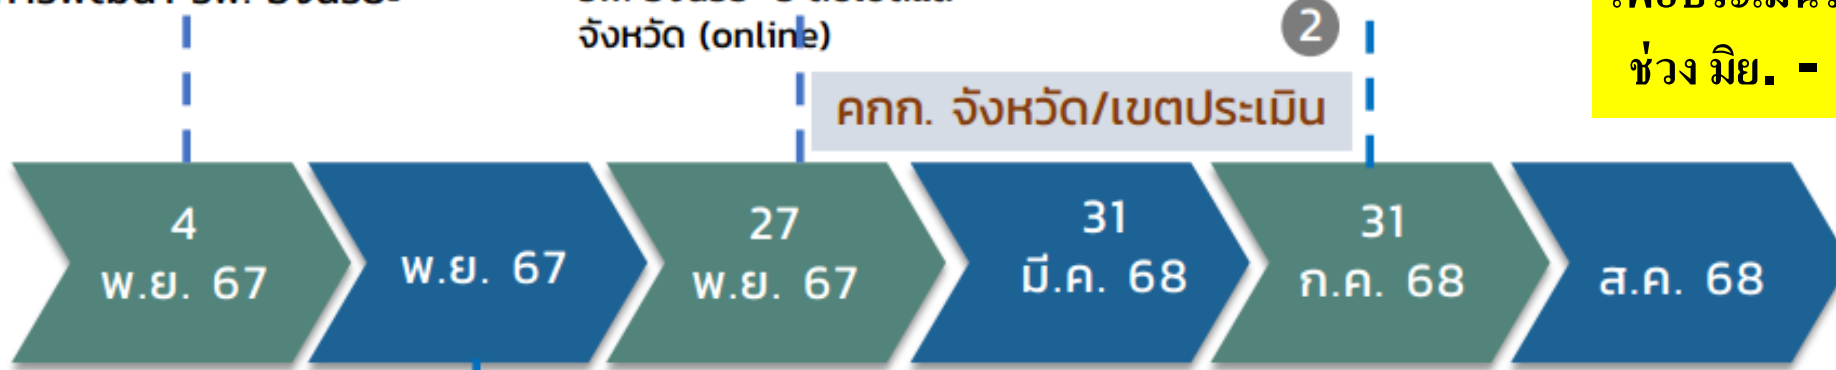 จังหวัด (online)
2
ช่วง มิย. -
คกก. จังหวัด/เขตประเมิน
4
พ.ย. 67
พ.ย. 67
27
พ.ย. 67
31
มี.ค. 68
31
ก.ค. 68
ส.ค. 68